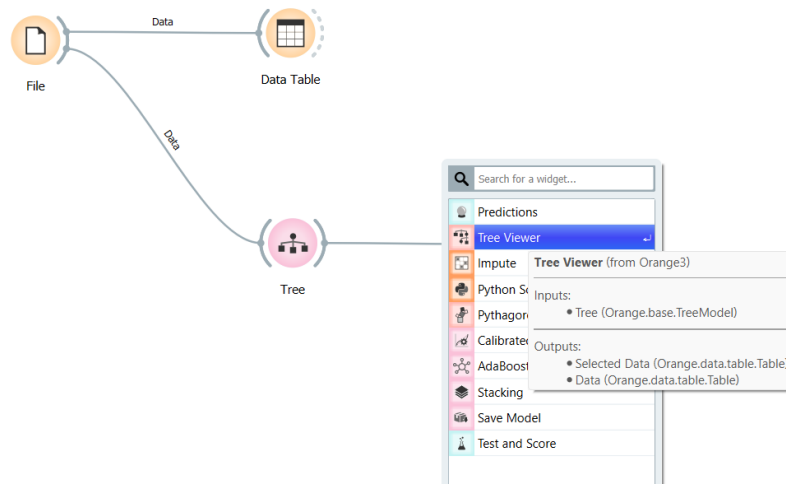 Data
File
Data Table
Data
Tree
Search for a widget...
Predictions
Tree Viewer
Impute
Python Sc
Pythagor
Calibrated
AdaBoost
Stacking
Save Model
Test and Score
Tree Viewer (from Orange3)
Inputs:
• Tree (Orange.base.TreeModel)
Outputs:
• Selected Data (Orange.data.table.Table)
• Data (Orange.data.table.Table)